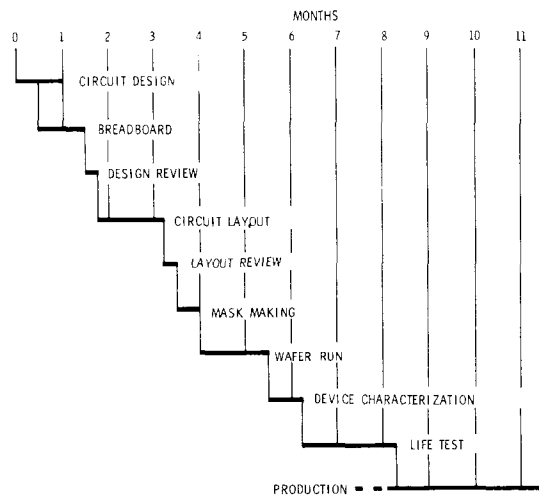 MONTHS
0 1 2 3 4 5 6 7 8 9 10 11
CIRCUIT DESIGN
BREADBOARD
DESIGN REVIEW
CIRCUIT LAYOUT
LAYOUT REVIEW
MASK MAKING
WAFER RUN
DEVICE CHARACTERIZATION
LIFE TEST
PRODUCTION